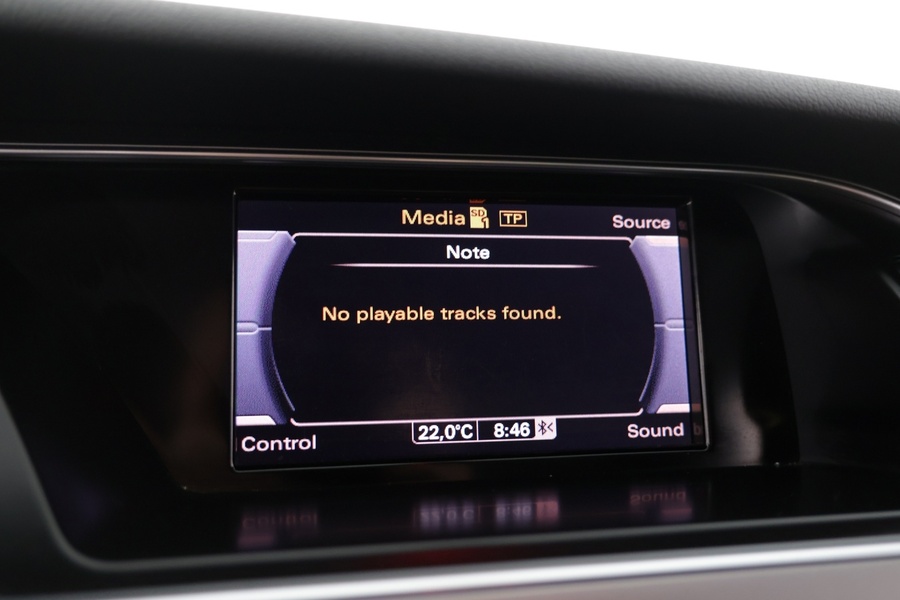 Media SD 1 TP
Source
Note
No playable tracks found.
Control
22,0°C 8:46
Sound